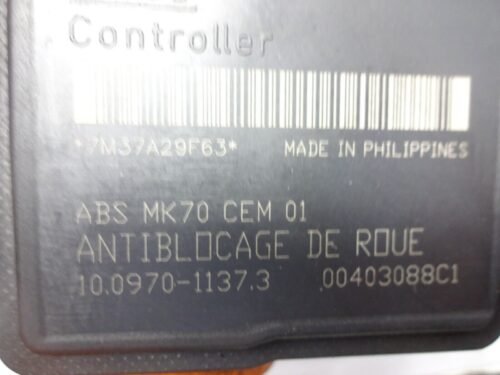 Controller
*7M37A29F63* MADE IN PHILIPPINES
ABS MK70 CEM 01
ANTIBLOCAGE DE ROUE
10.0970-1137.3 00403088C1